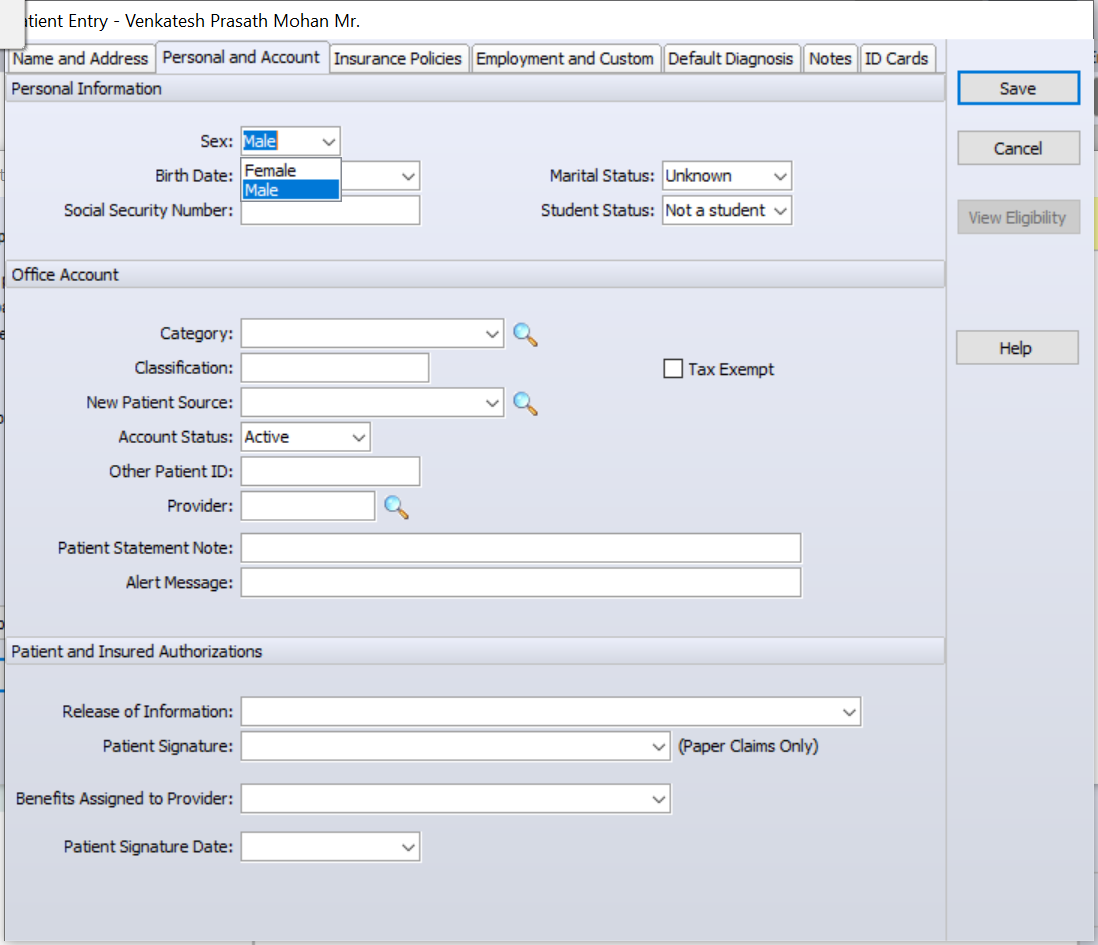 atient Entry - Venkatesh Prasath Mohan Mr.
Name and Address Personal and Account Insurance Policies Employment and Custom Default Diagnosis Notes ID Cards
Personal Information
Save
Sex: Male
Cancel
Female
Male
Birth Date: Marital Status: Unknown
Social Security Number: Student Status: Not a student
View Eligibility
Office Account
Category:
Help
Classification: Tax Exempt
New Patient Source:
Account Status: Active
Other Patient ID:
Provider:
Patient Statement Note:
Alert Message:
Patient and Insured Authorizations
Release of Information:
Patient Signature: (Paper Claims Only)
Benefits Assigned to Provider:
Patient Signature Date: